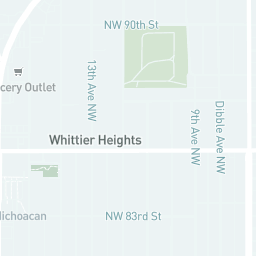 NW 90th St
13th Ave NW
cery Outlet
9th Ave NW
Dibble Ave NW
Whittier Heights
Michoacan
NW 83rd St